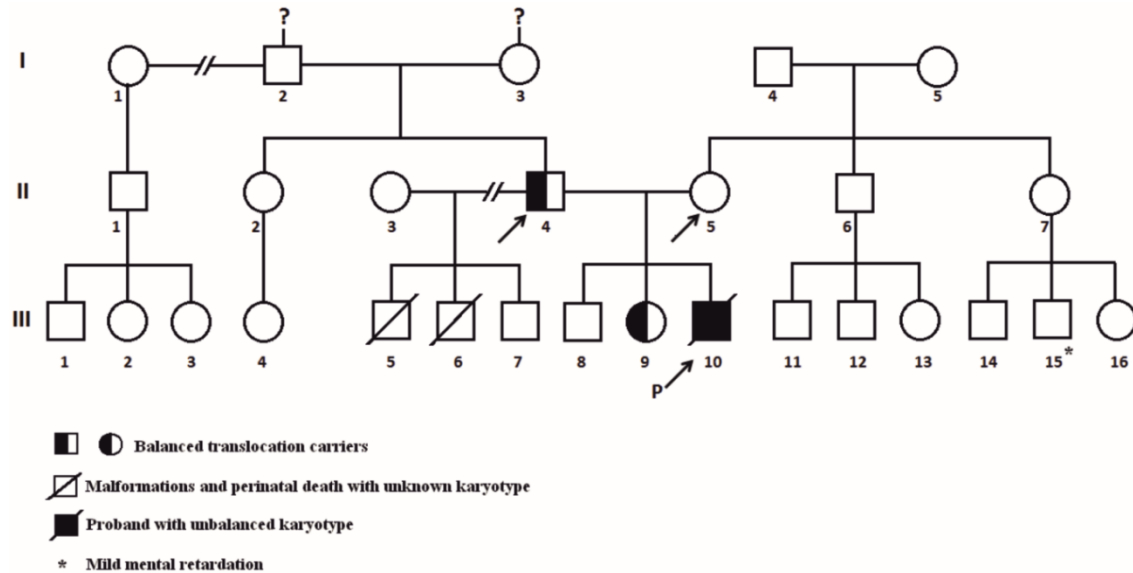 ? ?
I
1 2 3 4 5
II
1 2 3 4 5 6 7
III
1 2 3 4 5 6 7 8 9 10 11 12 13 14 15* 16
P
Balanced translocation carriers
Malformations and perinatal death with unknown karyotype
Proband with unbalanced karyotype
* Mild mental retardation